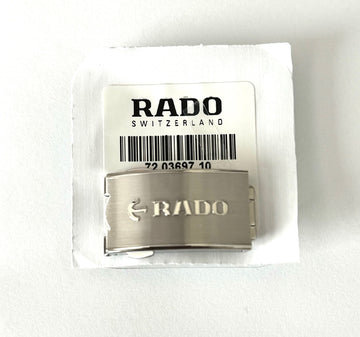 RADO
SWITZERLAND
72 03697 10
RADO